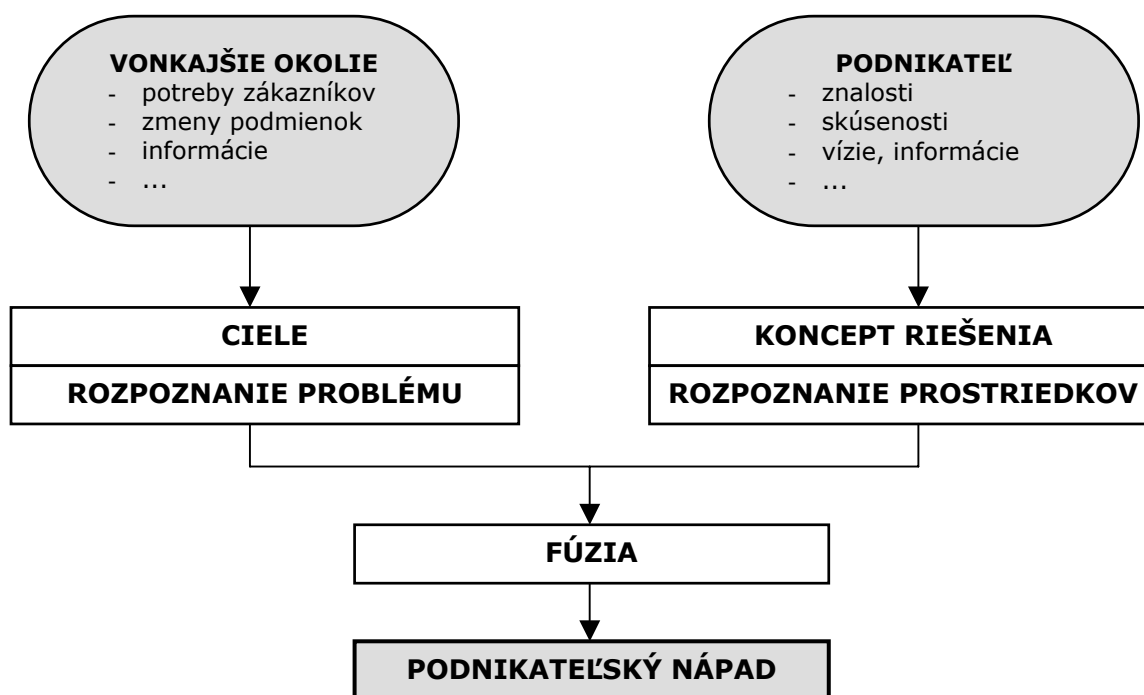 VONKAJŠIE OKOLIE
- potreby zákazníkov
- zmeny podmienok
- informácie
- ...
PODNIKATEĽ
- znalosti
- skúsenosti
- vízie, informácie
- ...
CIELE
ROZPOZNANIE PROBLÉMU
KONCEPT RIEŠENIA
ROZPOZNANIE PROSTRIEDKOV
FÚZIA
PODNIKATEĽSKÝ NÁPAD